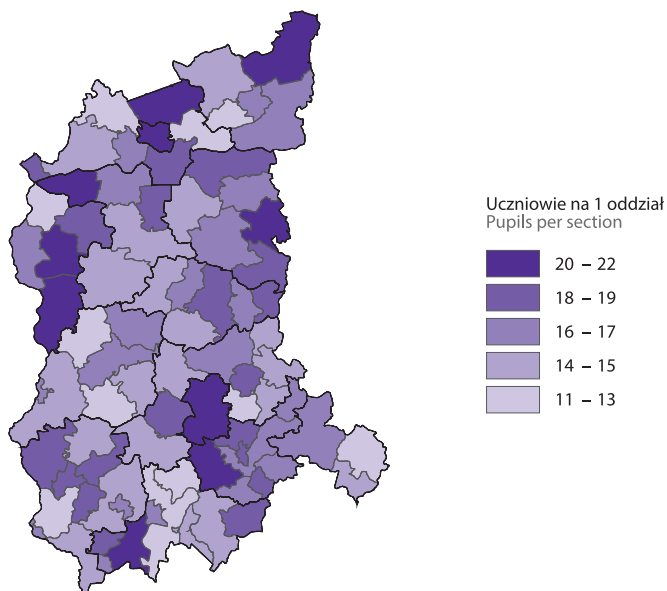 Uczniowie na 1 oddział
Pupils per section
20 – 22
18 – 19
16 – 17
14 – 15
11 – 13